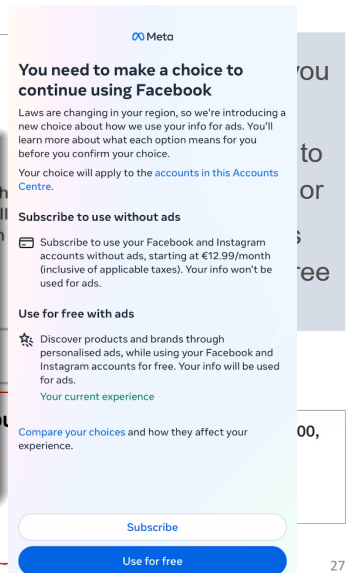 Meta
You need to make a choice to
continue using Facebook
Laws are changing in your region, so we're introducing a
new choice about how we use your info for ads. You'll
learn more about what each option means for you
before you confirm your choice.
Your choice will apply to the accounts in this Accounts
Centre.
Subscribe to use without ads
Subscribe to use your Facebook and Instagram
accounts without ads, starting at €12.99/month
(inclusive of applicable taxes). Your info won't be
used for ads.
Use for free with ads
Discover products and brands through
personalised ads, while using your Facebook and
Instagram accounts for free. Your info will be used
for ads.
Your current experience
Compare your choices and how they affect your
experience.
Subscribe
Use for free
to
or
00,
27